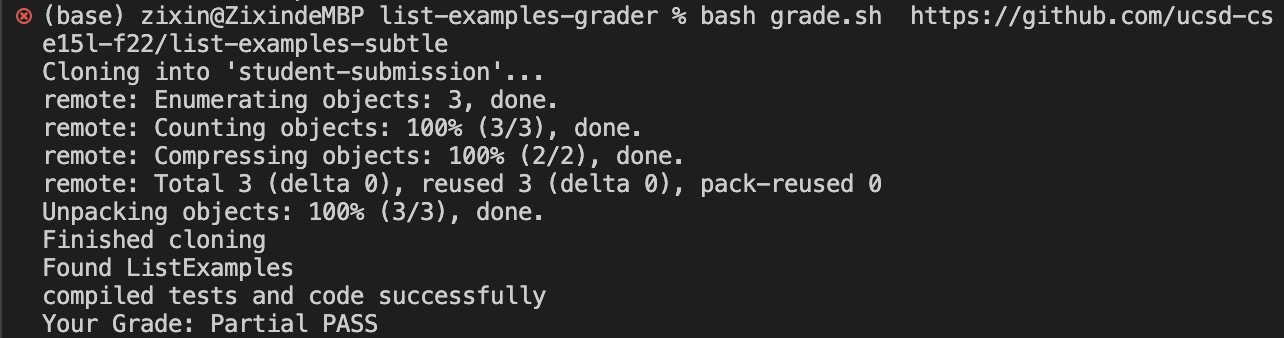 (base) zixin@ZixindeMBP list-examples-grader % bash grade.sh  https://github.com/ucsd-cs
e15l-f22/list-examples-subtle
Cloning into 'student-submission'...
remote: Enumerating objects: 3, done.
remote: Counting objects: 100% (3/3), done.
remote: Compressing objects: 100% (2/2), done.
remote: Total 3 (delta 0), reused 3 (delta 0), pack-reused 0
Unpacking objects: 100% (3/3), done.
Finished cloning
Found ListExamples
compiled tests and code successfully
Your Grade: Partial PASS